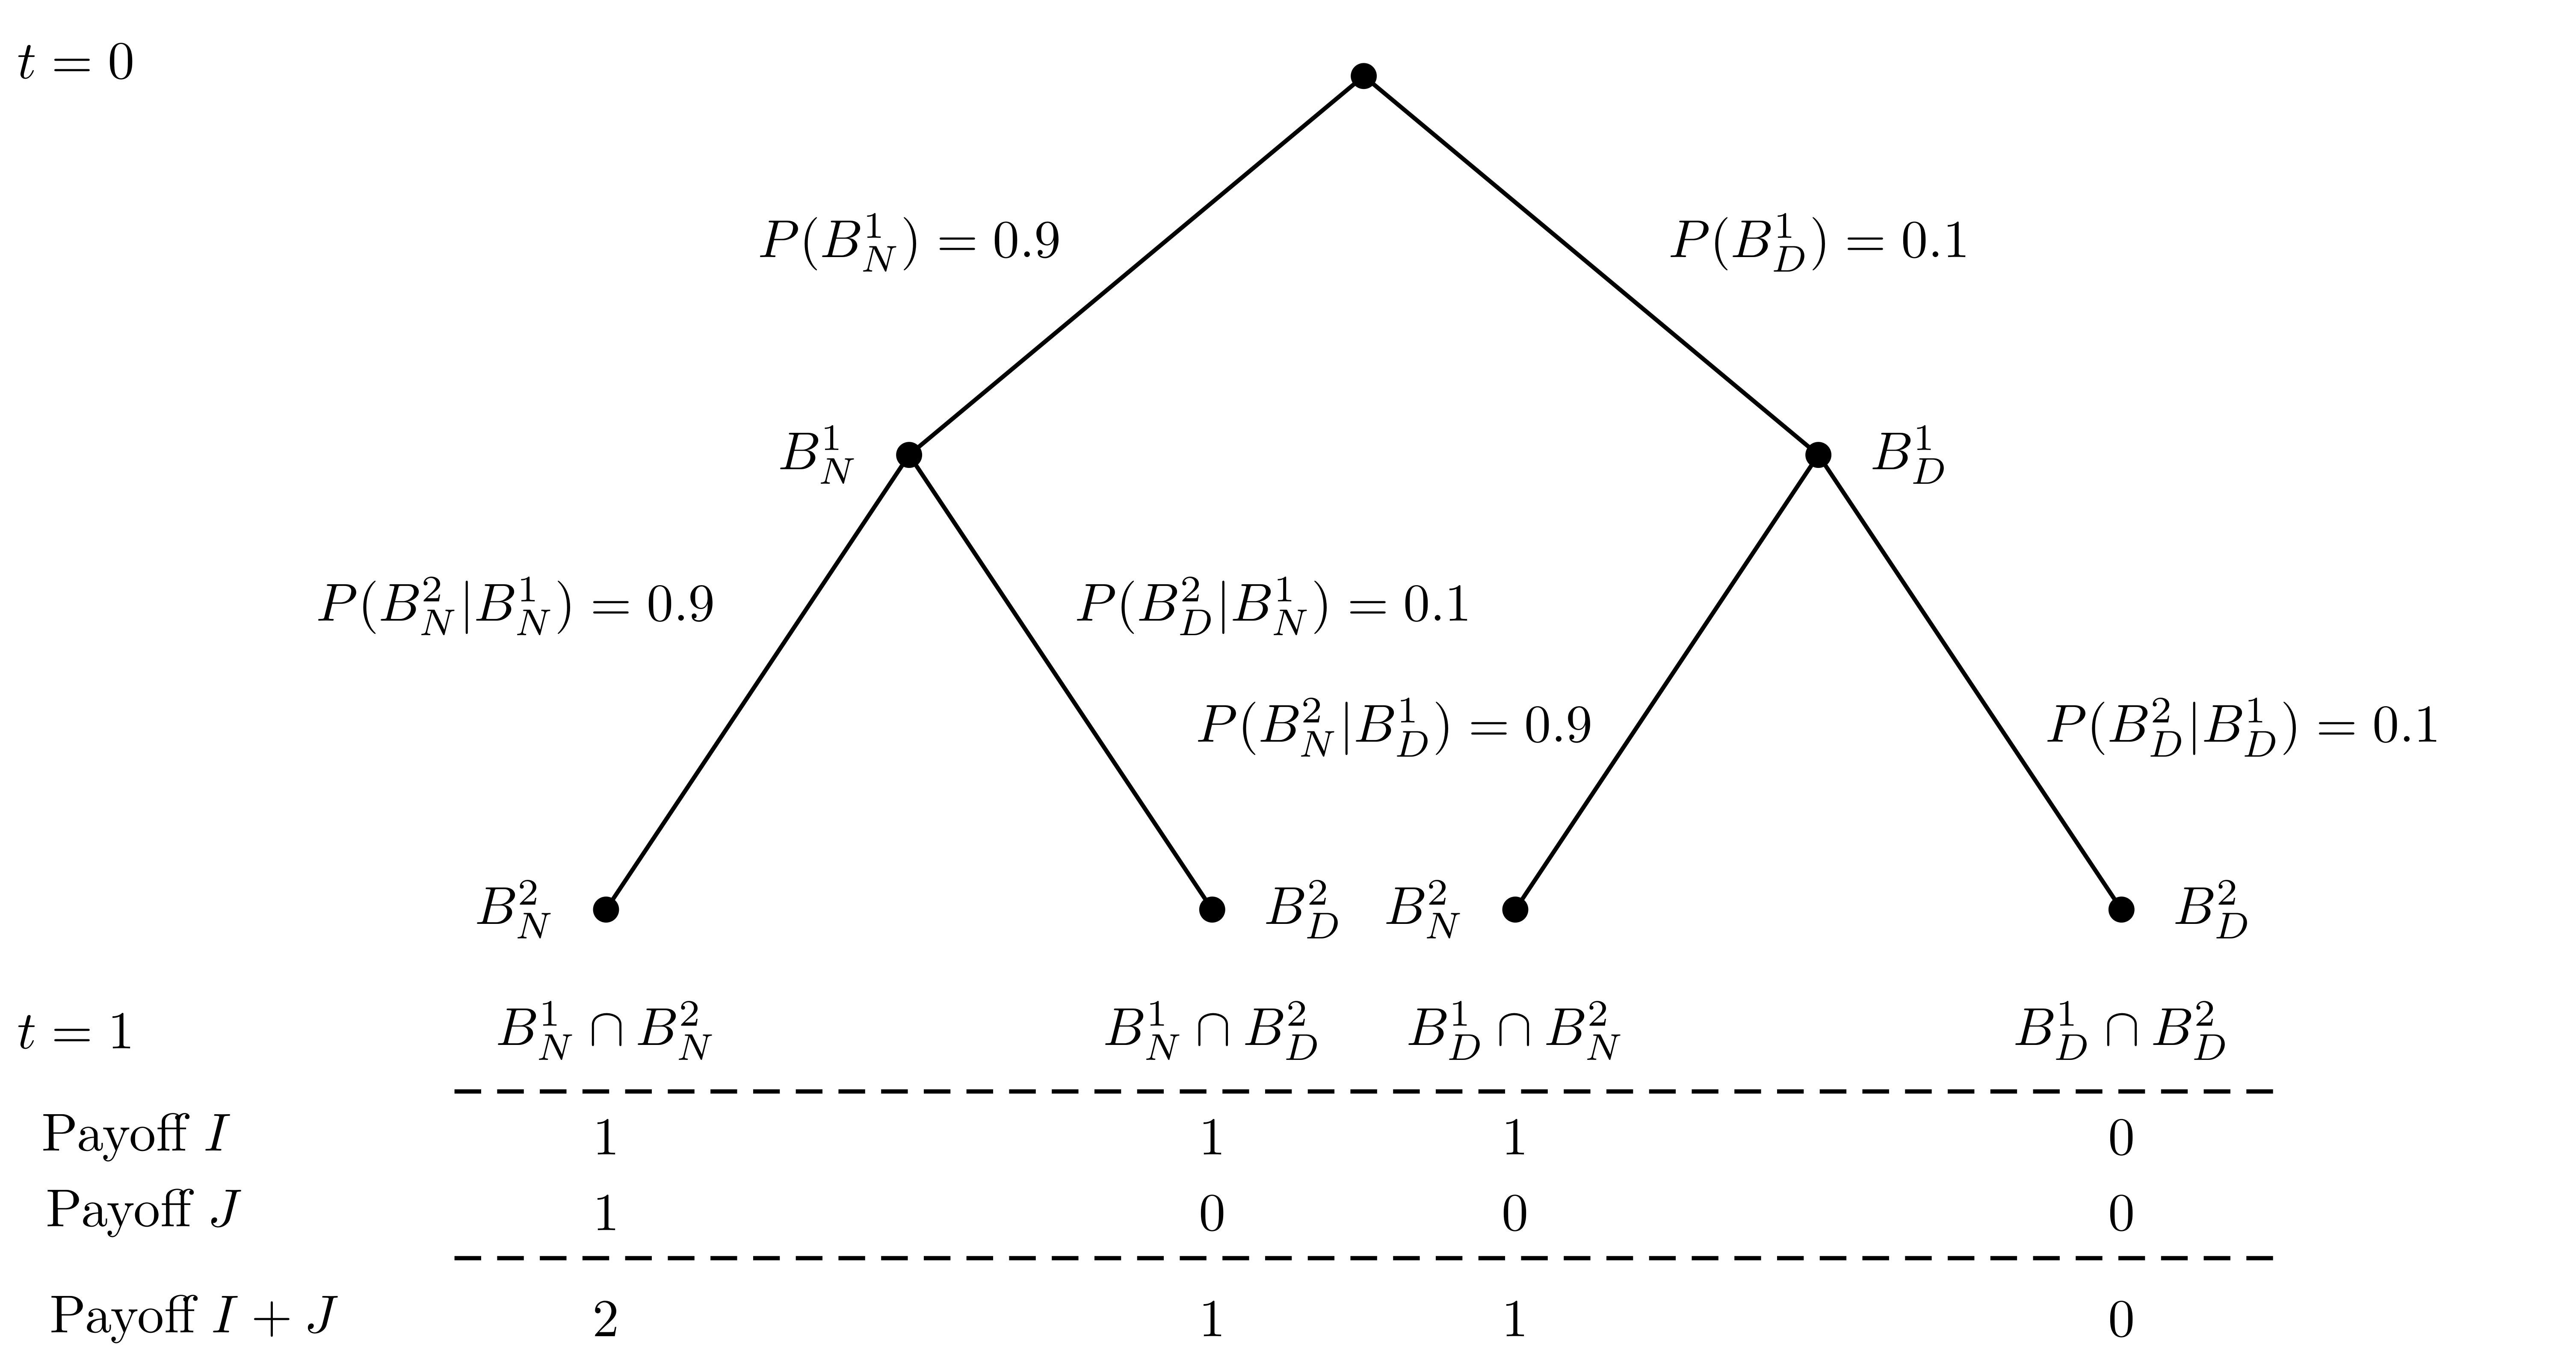 t = 0
P(B_N^1) = 0.9 P(B_D^1) = 0.1
B_N^1 B_D^1
P(B_N^2|B_N^1) = 0.9 P(B_D^2|B_N^1) = 0.1
P(B_N^2|B_D^1) = 0.9 P(B_D^2|B_D^1) = 0.1
B_N^2 B_D^2 B_N^2 B_D^2
t = 1 B_N^1 ∩ B_N^2 B_N^1 ∩ B_D^2 B_D^1 ∩ B_N^2 B_D^1 ∩ B_D^2
Payoff I 1 1 1 0
Payoff J 1 0 0 0
Payoff I + J 2 1 1 0